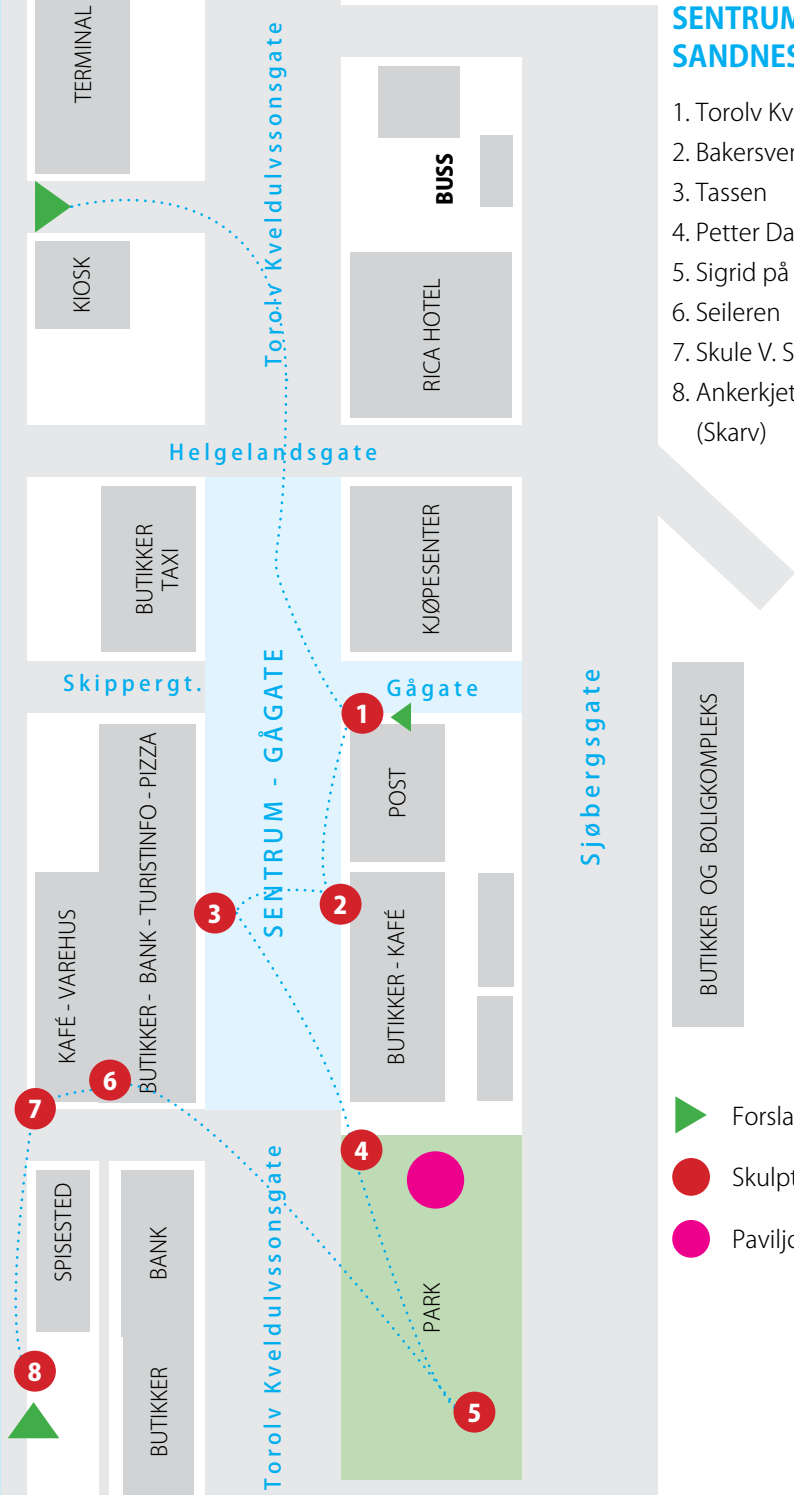 SENTRUM
SANDNES
1. Torolv Kv
2. Bakersver
3. Tassen
4. Petter Da
5. Sigrid på
6. Seileren
7. Skule V. S
8. Ankerkjet
(Skarv)
TERMINAL
KIOSK
Torolv Kveldulvssonsgate
BUSS
RICA HOTEL
Helgelandsgate
BUTIKKER
TAXI
KJØPESENTER
Skippergt.
Gågate
SENTRUM - GÅGATE
Sjøbergsgate
1
POST
KAFÉ - VAREHUS
BUTIKKER - BANK - TURISTINFO - PIZZA
2
3
BUTIKKER - KAFÉ
BUTIKKER OG BOLIGKOMPLEKS
6
7
4
SPISESTED
BANK
Torolv Kveldulvssonsgate
PARK
8
BUTIKKER
5
Forsla
Skulpt
Paviljo